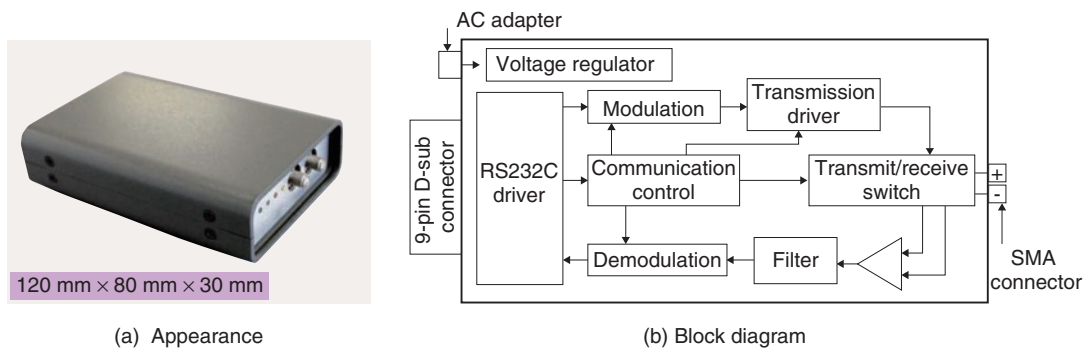 120 mm × 80 mm × 30 mm
(a) Appearance
AC adapter
Voltage regulator
9-pin D-sub
connector
RS232C
driver
Modulation
Transmission
driver
Communication
control
Transmit/receive
switch
+
-
Demodulation
Filter
SMA
connector
(b) Block diagram